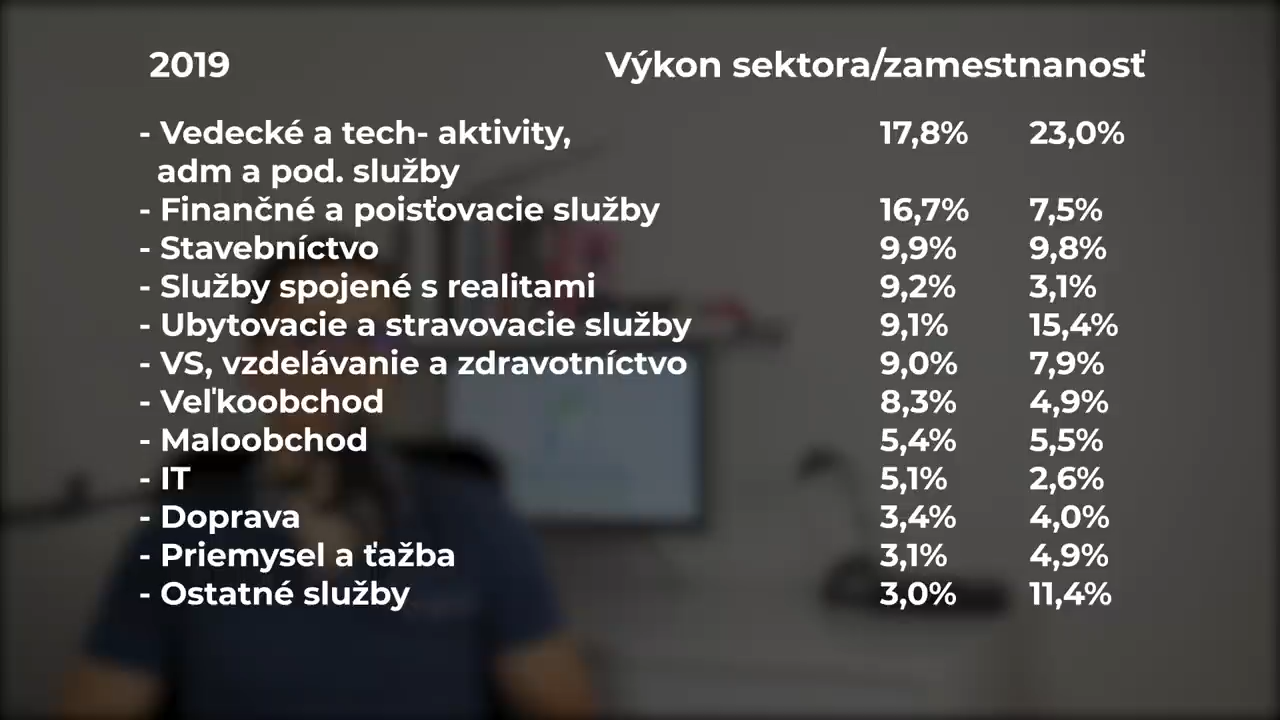 2019 Výkon sektora/zamestnanosť
- Vedecké a tech- aktivity, 17,8% 23,0%
adm a pod. služby
- Finančné a poisťovacie služby 16,7% 7,5%
- Stavebníctvo 9,9% 9,8%
- Služby spojené s realitami 9,2% 3,1%
- Ubytovacie a stravovacie služby 9,1% 15,4%
- VS, vzdelávanie a zdravotníctvo 9,0% 7,9%
- Veľkoobchod 8,3% 4,9%
- Maloobchod 5,4% 5,5%
- IT 5,1% 2,6%
- Doprava 3,4% 4,0%
- Priemysel a ťažba 3,1% 4,9%
- Ostatné služby 3,0% 11,4%